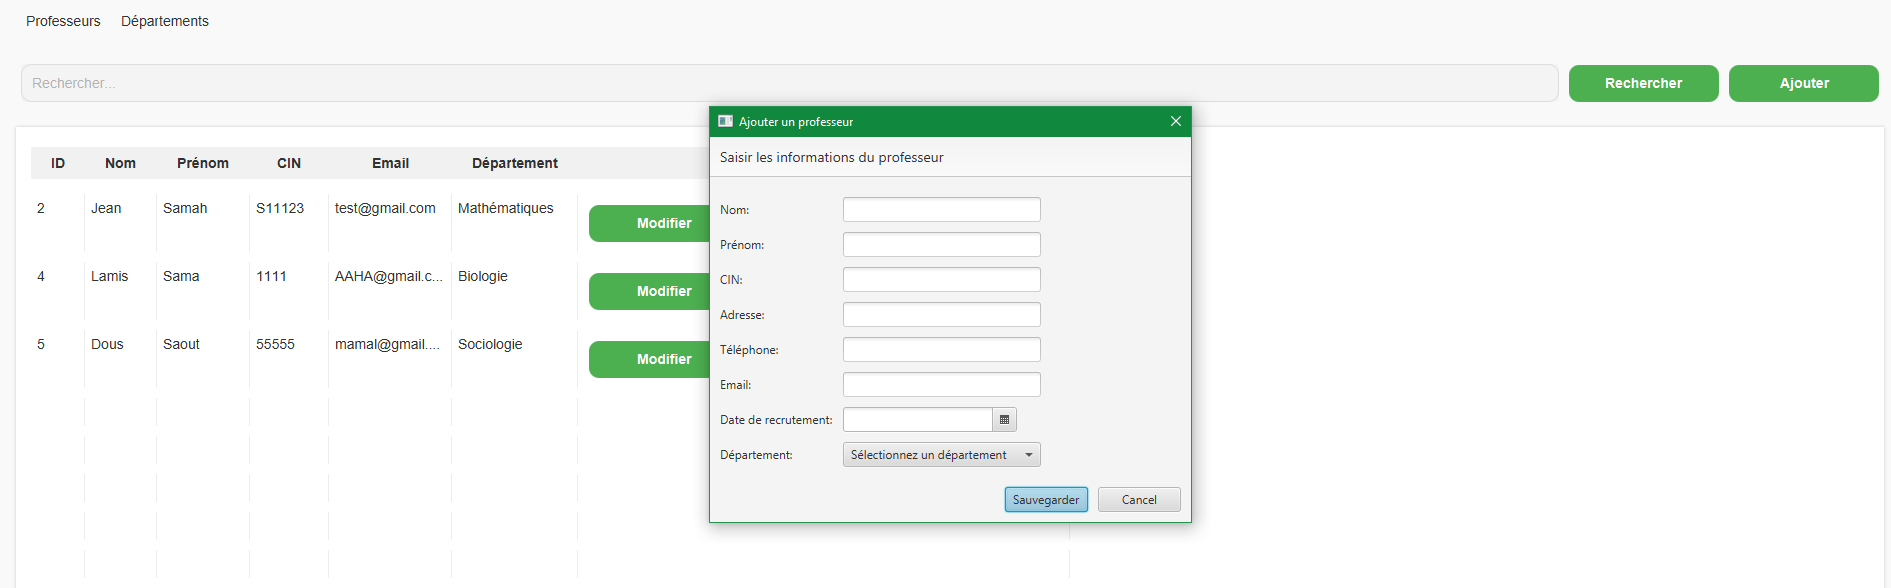 Professeurs Départements
Rechercher... Rechercher Ajouter
Ajouter un professeur
Saisir les informations du professeur
ID Nom Prénom CIN Email Département
2 Jean Samah S11123 test@gmail.com Mathématiques Modifier
4 Lamis Sama 1111 AAHA@gmail.c... Biologie Modifier
5 Dous Saout 55555 mamal@gmail.... Sociologie Modifier
Nom:
Prénom:
CIN:
Adresse:
Téléphone:
Email:
Date de recrutement:
Département: Sélectionnez un département
Sauvegarder Cancel